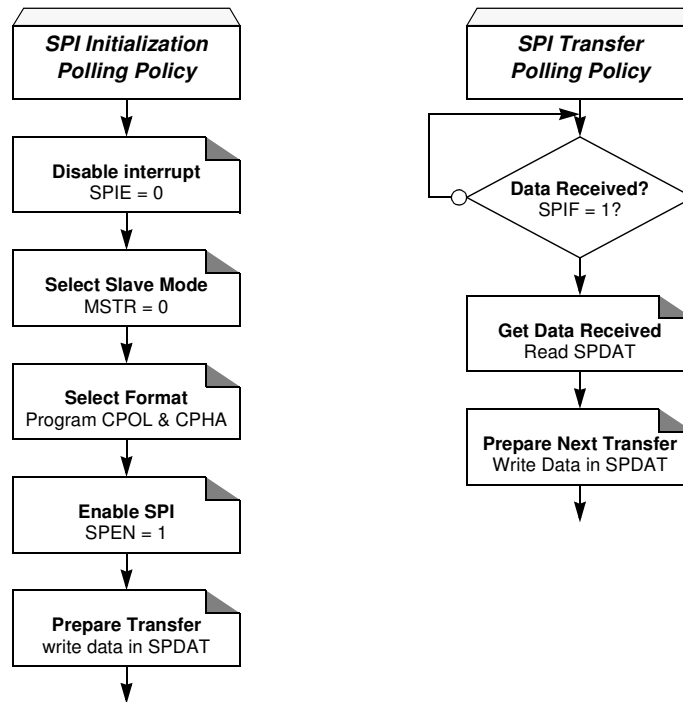 SPI Initialization
Polling Policy
Disable interrupt
SPIE = 0
Select Slave Mode
MSTR = 0
Select Format
Program CPOL & CPHA
Enable SPI
SPEN = 1
Prepare Transfer
write data in SPDAT
SPI Transfer
Polling Policy
Data Received?
SPIF = 1?
Get Data Received
Read SPDAT
Prepare Next Transfer
Write Data in SPDAT